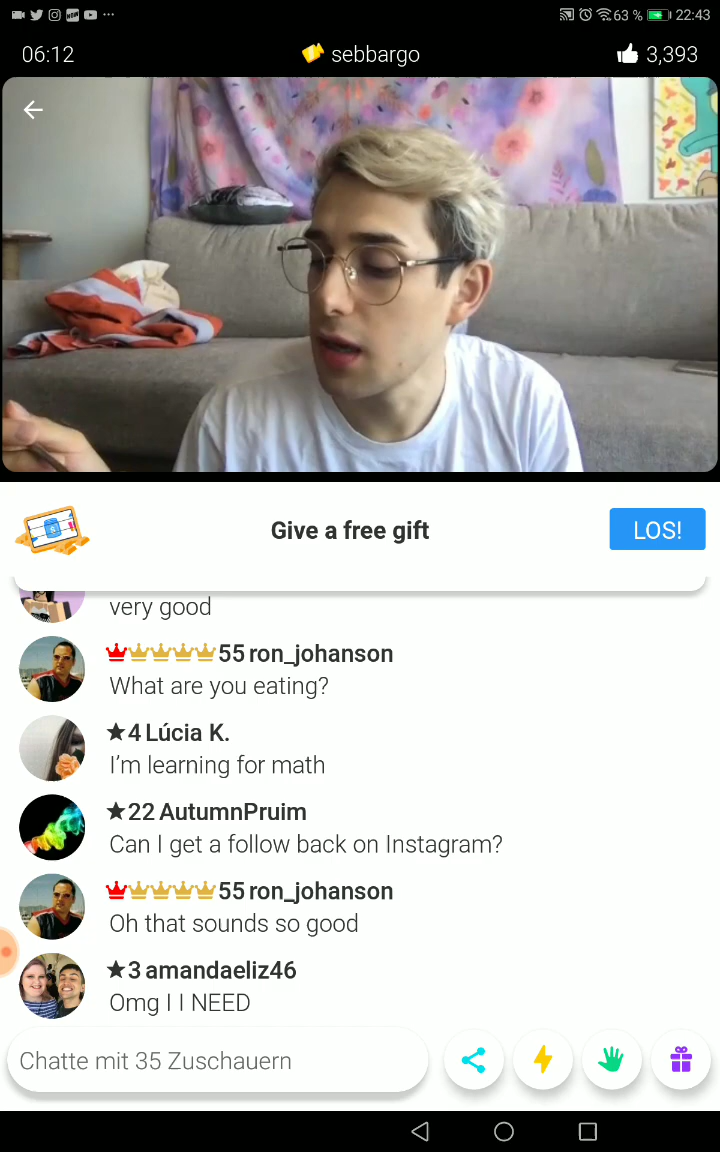 63 % 22:43
06:12 sebbargo 3,393
Give a free gift LOS!
very good
55 ron_johanson
What are you eating?
★4 Lúcia K.
I'm learning for math
★22 AutumnPruim
Can I get a follow back on Instagram?
55 ron_johanson
Oh that sounds so good
★3 amandaeliz46
Omg I I NEED
Chatte mit 35 Zuschauern